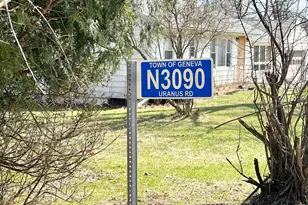 TOWN OF GENEVA
N3090
URANUS RD